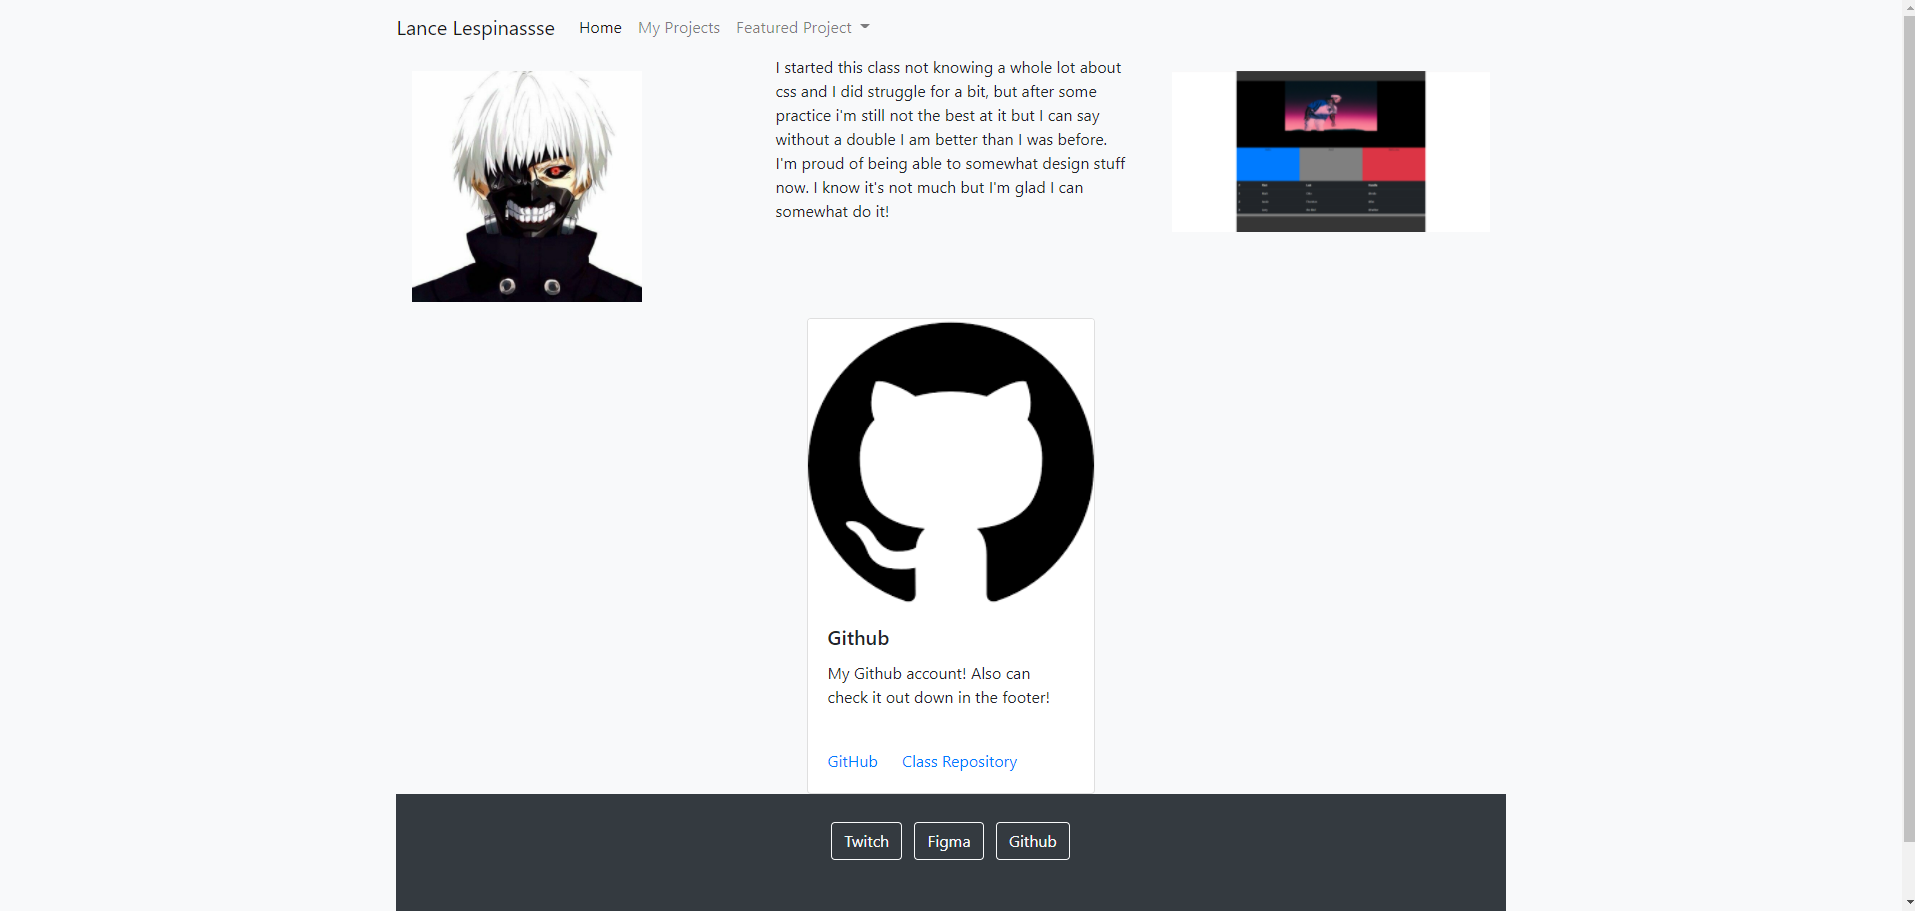 Lance Lespinassse Home My Projects Featured Project
I started this class not knowing a whole lot about
css and I did struggle for a bit, but after some
practice i'm still not the best at it but I can say
without a double I am better than I was before.
I'm proud of being able to somewhat design stuff
now. I know it's not much but I'm glad I can
somewhat do it!
Github
My Github account! Also can
check it out down in the footer!
GitHub Class Repository
Twitch Figma Github